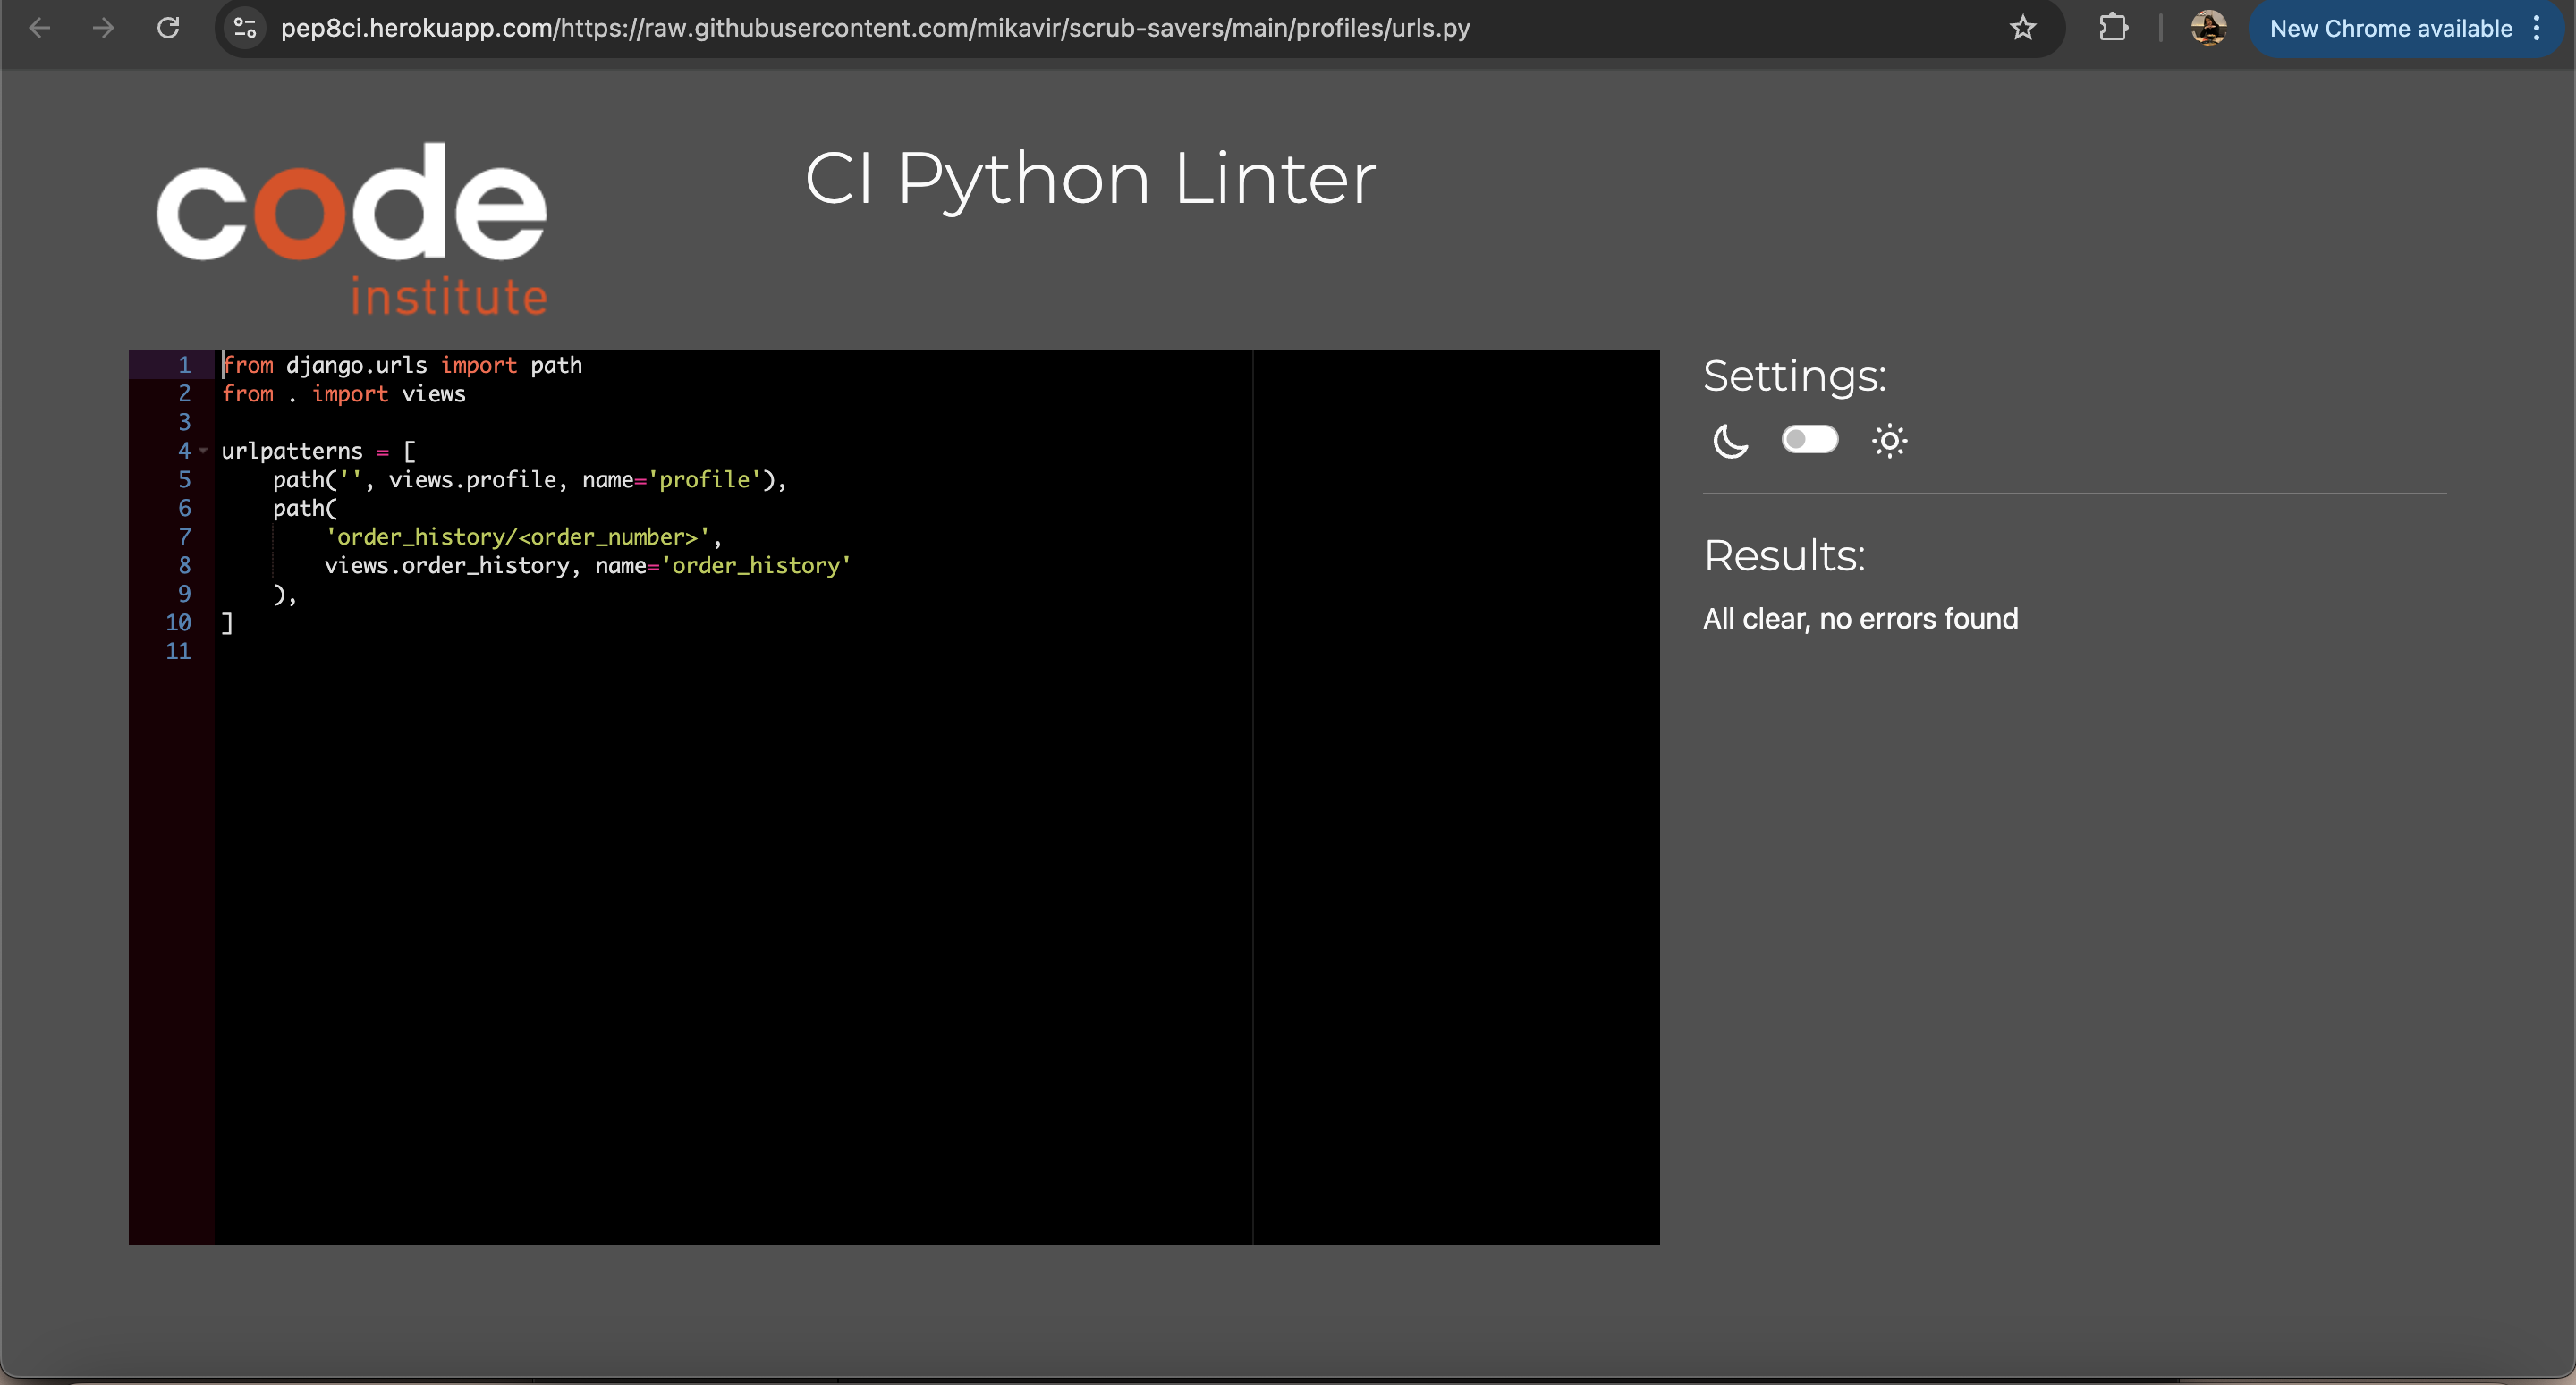 pep8ci.herokuapp.com/https://raw.githubusercontent.com/mikavir/scrub-savers/main/profiles/urls.py
New Chrome available
code
institute
CI Python Linter
1 from django.urls import path
2 from . import views
3
4 urlpatterns = [
5     path('', views.profile, name='profile'),
6     path(
7         'order_history/<order_number>',
8         views.order_history, name='order_history'
9     ),
10 ]
11
Settings:
Results:
All clear, no errors found